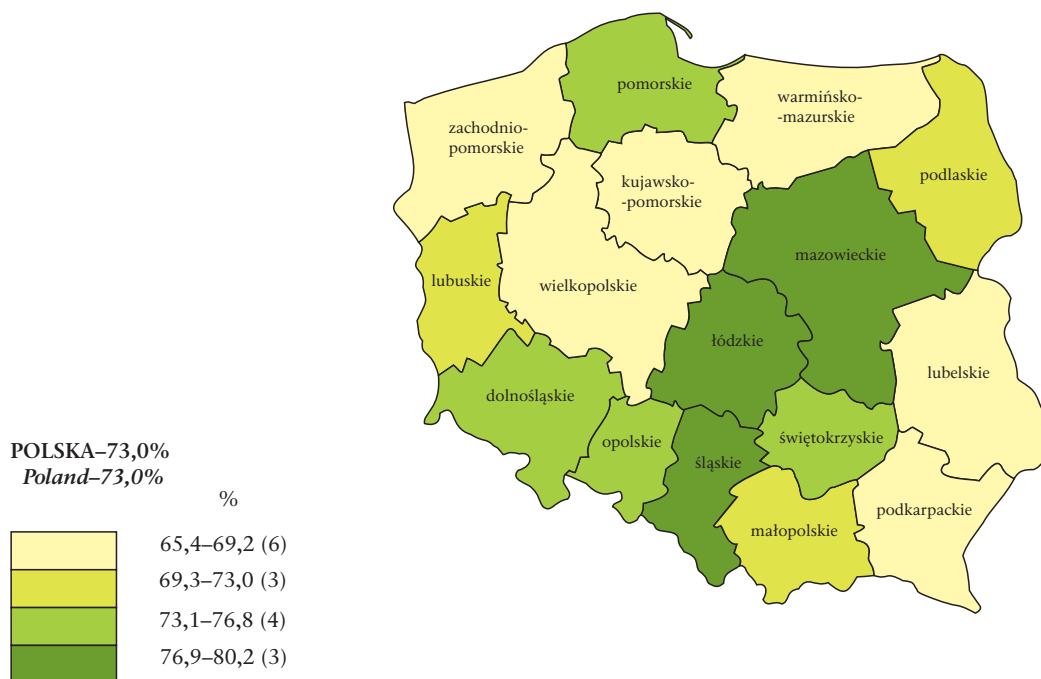 pomorskie
warmińsko-
-mazurskie
zachodnio-
pomorskie
podlaskie
kujawsko-
-pomorskie
mazowieckie
lubuskie
wielkopolskie
łódzkie
lubelskie
dolnośląskie
opolskie
świętokrzyskie
śląskie
podkarpackie
małopolskie
POLSKA–73,0%
Poland–73,0%
%
65,4–69,2 (6)
69,3–73,0 (3)
73,1–76,8 (4)
76,9–80,2 (3)